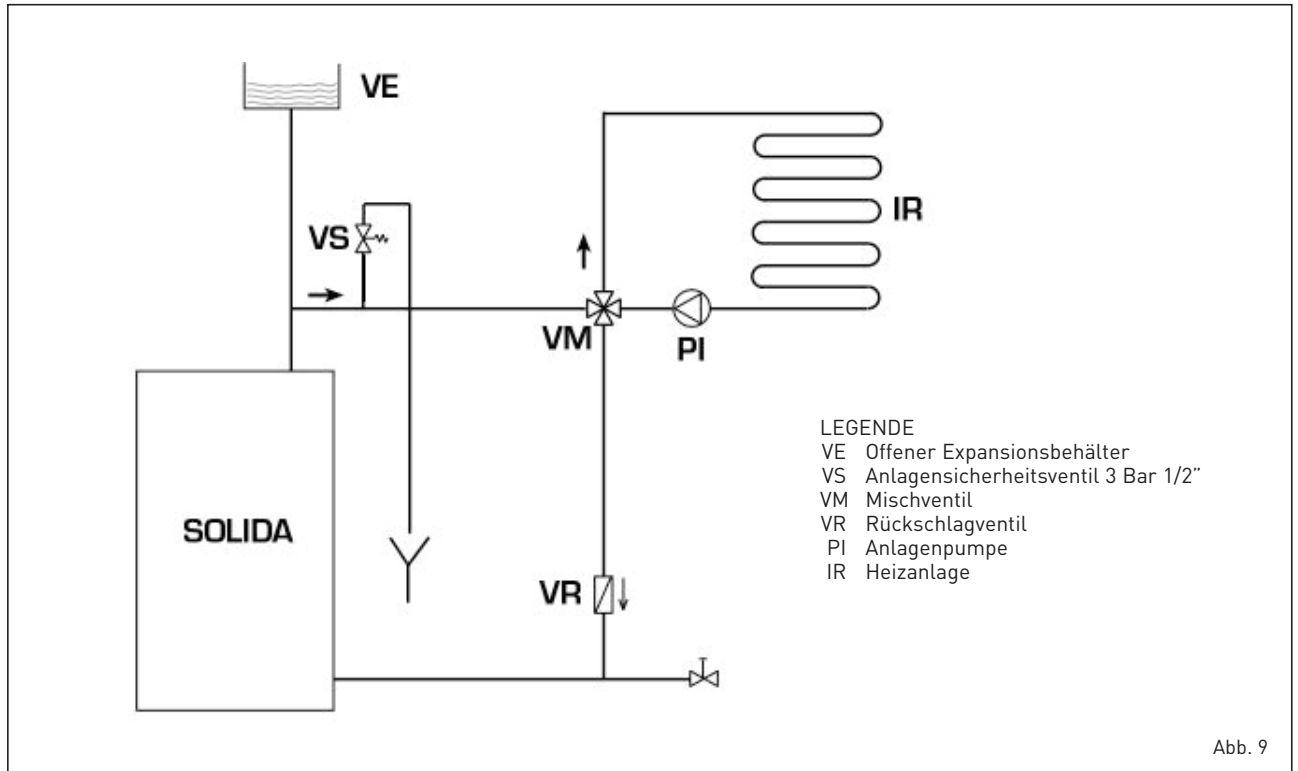 VE
VS
IR
VM
PI
SOLIDA
VR
LEGENDE
VE Offener Expansionsbehälter
VS Anlagensicherheitsventil 3 Bar 1/2”
VM Mischventil
VR Rückschlagventil
PI Anlagenpumpe
IR Heizanlage
Abb. 9